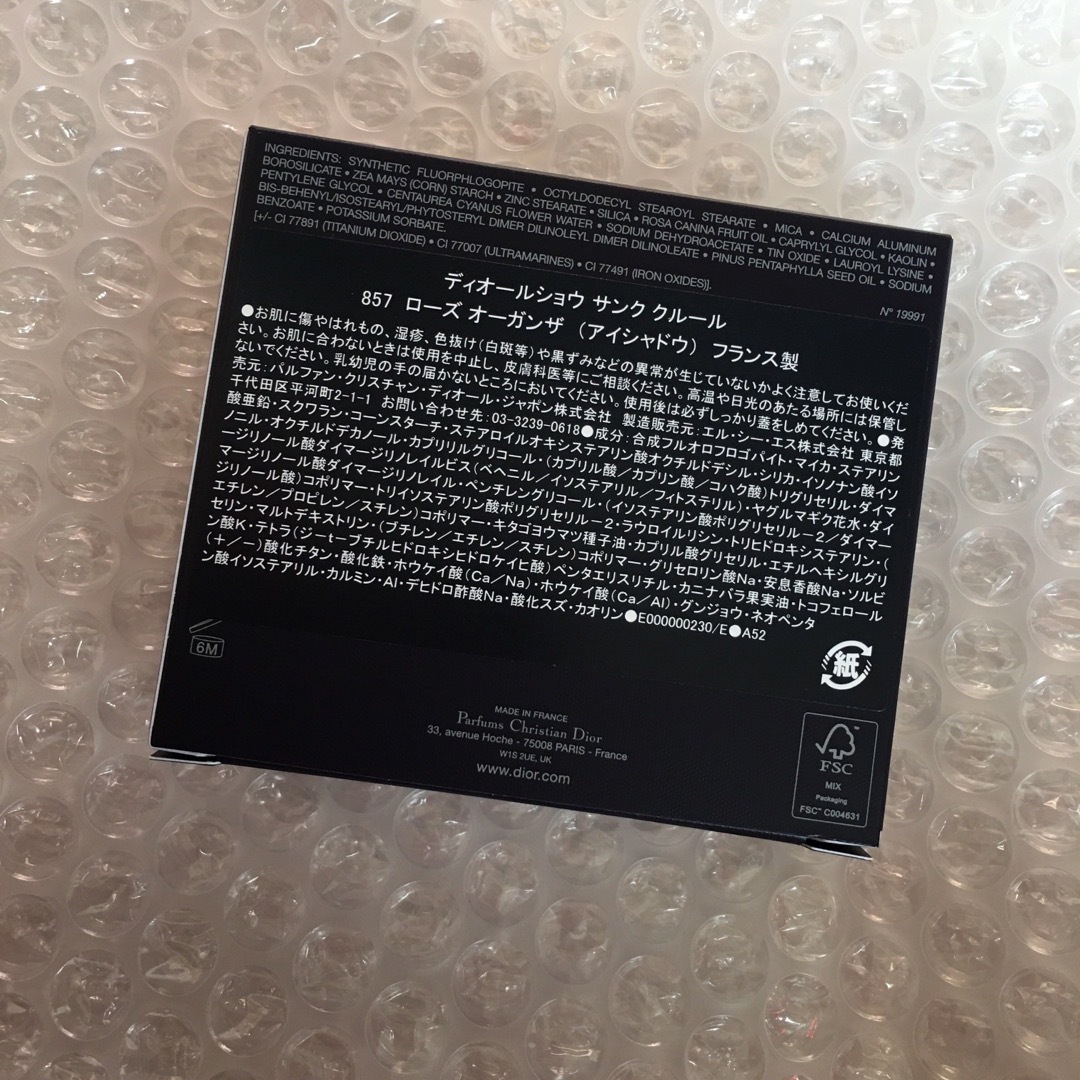 INGREDIENTS: SYNTHETIC FLUORPHLOGOPITE • OCTYLDODECYL STEAROYL STEARATE • MICA • CALCIUM ALUMINUM
BOROSILICATE • ZEA MAYS (CORN) STARCH • ZINC STEARATE • SILICA • ROSA CANINA FRUIT OIL • CAPRYLYL GLYCOL • KAOLIN •
PENTYLENE GLYCOL • CENTAUREA CYANUS FLOWER WATER • SODIUM DEHYDROACETATE • TIN OXIDE • LAUROYL LYSINE •
BIS-BEHENYL/ISOSTEARYL/PHYTOSTERYL DIMER DILINOLEYL DIMER DILINOLEATE • PINUS PENTAPHYLLA SEED OIL • SODIUM
BENZOATE • POTASSIUM SORBATE.
[+/- CI 77891 (TITANIUM DIOXIDE) • CI 77007 (ULTRAMARINES) • CI 77491 (IRON OXIDES)].
N° 19991
ディオールショウ サンク クルール
857 ローズ オーガンザ (アイシャドウ) フランス製
●お肌に傷やはれもの、湿疹、色抜け(白斑等)や黒ずみなどの異常が生じていないかよく注意してお使いくだ
さい。お肌に合わないときは使用を中止し、皮膚科医等にご相談ください。高温や日光のあたる場所には保管し
ないでください。乳幼児の手の届かないところにおいてください。使用後は必ずしっかり蓋をしめてください。●発
売元:パルファン・クリスチャン・ディオール・ジャポン株式会社 製造販売元:エル・シー・エス株式会社 東京都
千代田区平河町2-1-1 お問い合わせ先:03-3239-0618●成分:合成フルオロフロゴパイト・マイカ・ステアリン
酸亜鉛・スクワラン・コーンスターチ・ステアロイルオキシステアリン酸オクチルドデシル・シリカ・イソノナン酸イソ
ノニル・オクチルドデカノール・カプリリルグリコール・(カプリル酸/カプリン酸/コハク酸)トリグリセリル・ダイマ
ージリノール酸ダイマージリノレイルビス(ベヘニル/イソステアリル/フィトステリル)・ヤグルマギク花水・ダイ
マージリノール酸ダイマージリノレイル・ペンチレングリコール・(イソステアリン酸ポリグリセリル-2/ダイマー
ジリノール酸)コポリマー・トリイソステアリン酸ポリグリセリル-2・ラウロイルリシン・トリヒドロキシステアリン・(
エチレン/プロピレン/スチレン)コポリマー・キタゴヨウマツ種子油・カプリル酸グリセリル・エチルヘキシルグリ
セリン・マルトデキストリン・(ブチレン/エチレン/スチレン)コポリマー・グリセロリン酸Na・安息香酸Na・ソルビ
ン酸K・テトラ(ジーtーブチルヒドロキシヒドロケイヒ酸)ペンタエリスリチル・カニナバラ果実油・トコフェロール
(+/-)酸化チタン・酸化鉄・ホウケイ酸(Ca/Na)・ホウケイ酸(Ca/Al)・グンジョウ・ネオペンタ
ン酸イソステアリル・カルミン・Al・デヒドロ酢酸Na・酸化スズ・カオリン●E000000230/E●A52
紙
6M
MADE IN FRANCE
Parfums Christian Dior
33, avenue Hoche - 75008 PARIS - France
W1S 2UE, UK
www.dior.com
FSC
MIX
Packaging
FSC™ C004631